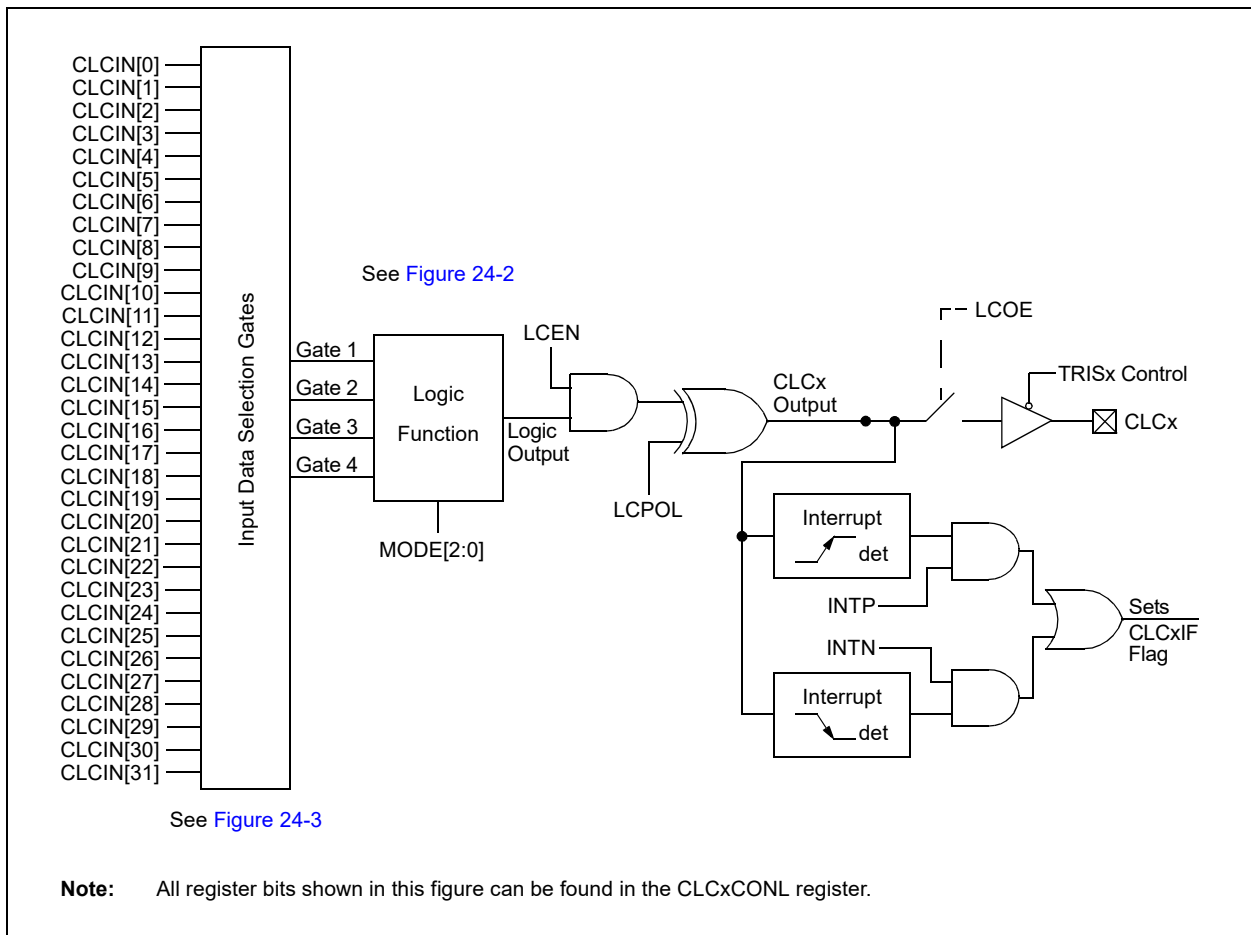 CLCIN[0]
CLCIN[1]
CLCIN[2]
CLCIN[3]
CLCIN[4]
CLCIN[5]
CLCIN[6]
CLCIN[7]
CLCIN[8]
CLCIN[9]
CLCIN[10]
CLCIN[11]
CLCIN[12]
CLCIN[13]
CLCIN[14]
CLCIN[15]
CLCIN[16]
CLCIN[17]
CLCIN[18]
CLCIN[19]
CLCIN[20]
CLCIN[21]
CLCIN[22]
CLCIN[23]
CLCIN[24]
CLCIN[25]
CLCIN[26]
CLCIN[27]
CLCIN[28]
CLCIN[29]
CLCIN[30]
CLCIN[31]
Input Data Selection Gates
See Figure 24-3
Gate 1
Gate 2
Gate 3
Gate 4
See Figure 24-2
Logic
Function
MODE[2:0]
Logic
Output
LCEN
LCPOL
CLCx
Output
LCOE
TRISx Control
CLCx
Interrupt
det
INTP
INTN
Interrupt
det
Sets
CLCxIF
Flag
Note: All register bits shown in this figure can be found in the CLCxCONL register.